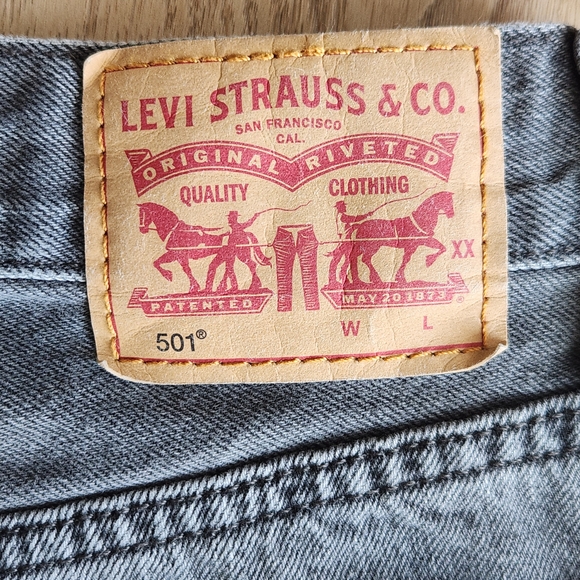 LEVI STRAUSS & CO.
SAN FRANCISCO
CAL.
ORIGINAL RIVETED
QUALITY CLOTHING
XX
PATENTED MAY 20 1873 ®
501® W L